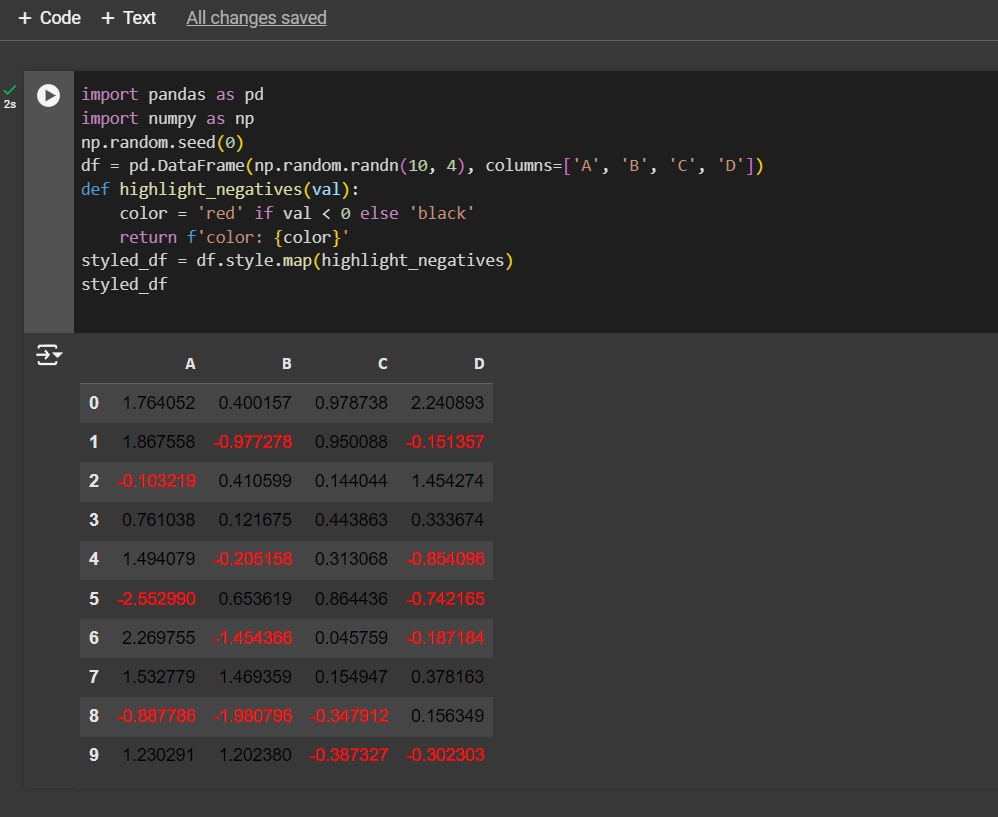 + Code + Text All changes saved
2s
import pandas as pd
import numpy as np
np.random.seed(0)
df = pd.DataFrame(np.random.randn(10, 4), columns=['A', 'B', 'C', 'D'])
def highlight_negatives(val):
    color = 'red' if val < 0 else 'black'
    return f'color: {color}'
styled_df = df.style.map(highlight_negatives)
styled_df
A B C D
0 1.764052 0.400157 0.978738 2.240893
1 1.867558 -0.977278 0.950088 -0.151357
2 -0.103219 0.410599 0.144044 1.454274
3 0.761038 0.121675 0.443863 0.333674
4 1.494079 -0.205158 0.313068 -0.854096
5 -2.552990 0.653619 0.864436 -0.742165
6 2.269755 -1.454366 0.045759 -0.187184
7 1.532779 1.469359 0.154947 0.378163
8 -0.887786 -1.980796 -0.347912 0.156349
9 1.230291 1.202380 -0.387327 -0.302303